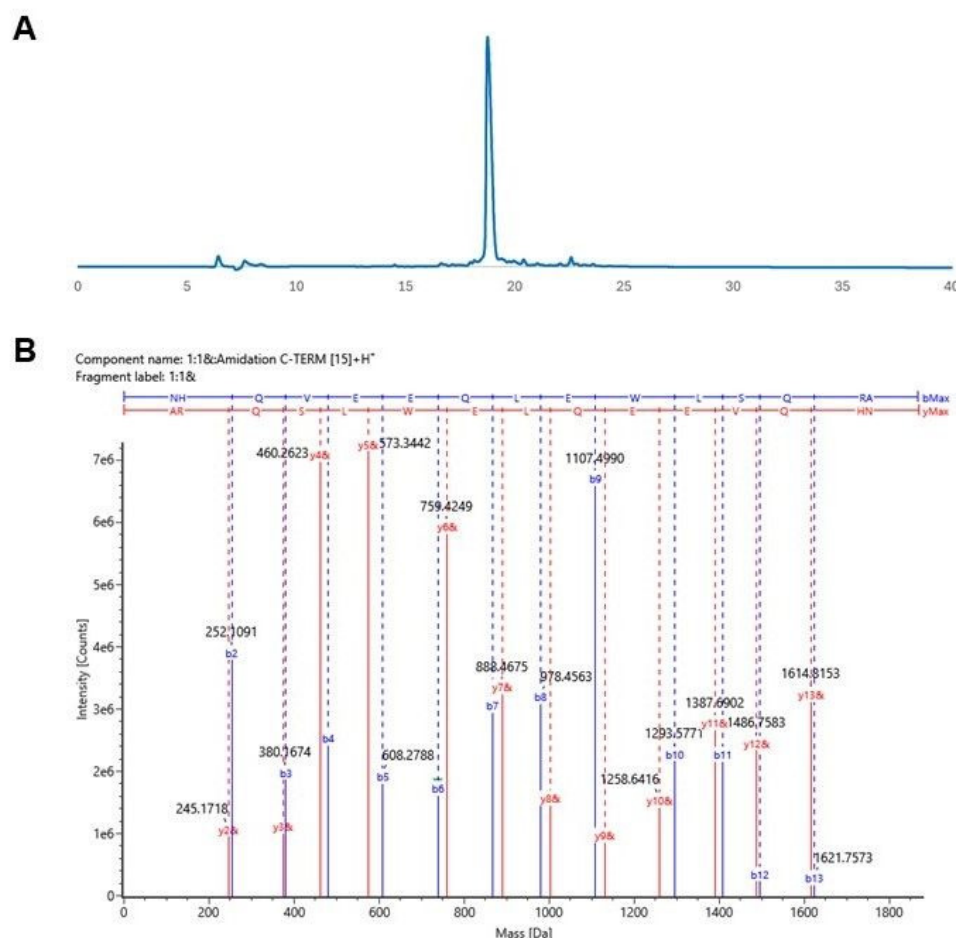 A
0 5 10 15 20 25 30 35 40
B
Component name: 1:1&:Amidation C-TERM [15]+H⁺
Fragment label: 1:1&
NH Q V E E Q L E W L S Q RA bMax
AR Q S L W E L Q E E V Q HN yMax
7e6
6e6
5e6
4e6
3e6
2e6
1e6
0
Intensity [Counts]
460.2623 y4& y5& 573.3442
1107.4990
b9
759.4249
y6&
252.1091
b2
888.4675
y7&
978.4563
b8
b7
1614.8153
y13&
1387.6902
y11&
1486.7583
y12&
1293.5771
b10 b11
b4
380.1674
b3
608.2788
b5
b6
1258.6416
y10&
y8&
245.1718
y2& y3&
y9&
1621.7573
b12 b13
0 200 400 600 800 1000 1200 1400 1600 1800
Mass [Da]